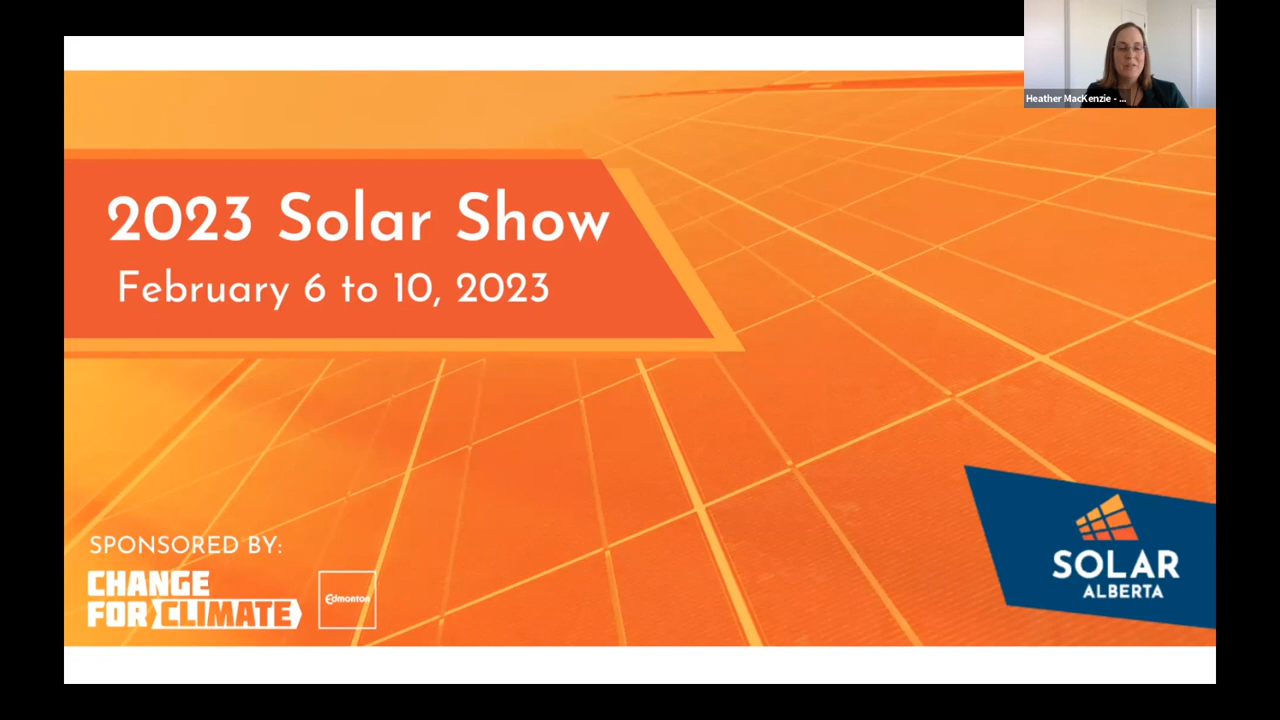 Heather MacKenzie - ...
2023 Solar Show
February 6 to 10, 2023
SPONSORED BY:
CHANGE
FOR CLIMATE
Edmonton
SOLAR
ALBERTA